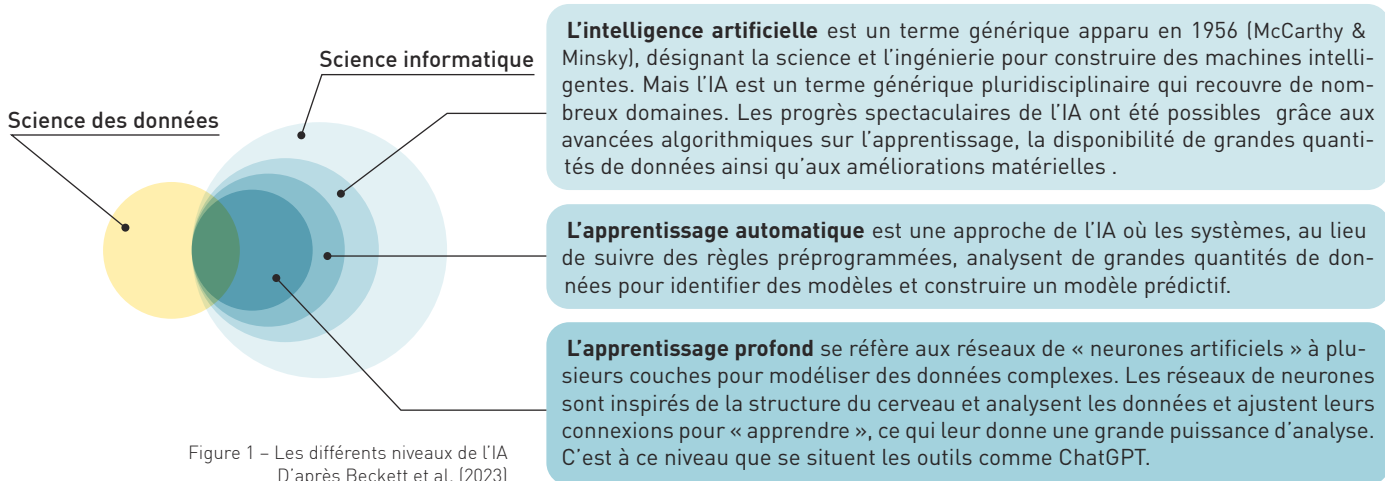 Science informatique
Science des données
L'intelligence artificielle est un terme générique apparu en 1956 (McCarthy &
Minsky), désignant la science et l'ingénierie pour construire des machines intelli-
gentes. Mais l'IA est un terme générique pluridisciplinaire qui recouvre de nom-
breux domaines. Les progrès spectaculaires de l'IA ont été possibles grâce aux
avancées algorithmiques sur l'apprentissage, la disponibilité de grandes quanti-
tés de données ainsi qu'aux améliorations matérielles .
L'apprentissage automatique est une approche de l'IA où les systèmes, au lieu
de suivre des règles préprogrammées, analysent de grandes quantités de don-
nées pour identifier des modèles et construire un modèle prédictif.
L'apprentissage profond se réfère aux réseaux de « neurones artificiels » à plu-
sieurs couches pour modéliser des données complexes. Les réseaux de neurones
sont inspirés de la structure du cerveau et analysent les données et ajustent leurs
connexions pour « apprendre », ce qui leur donne une grande puissance d'analyse.
C'est à ce niveau que se situent les outils comme ChatGPT.
Figure 1 – Les différents niveaux de l'IA
D'après Beckett et al. (2023)